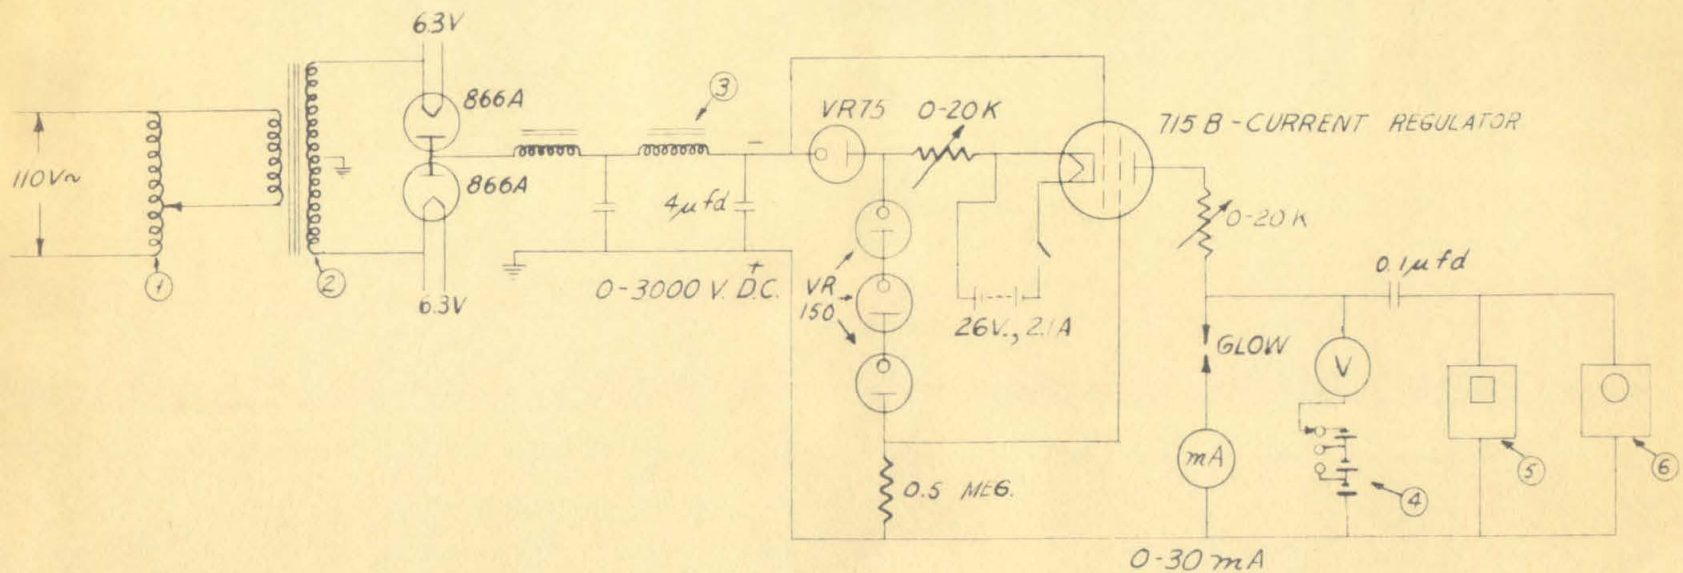 6.3V
866A
3
VR75
0-20K
715 B - CURRENT REGULATOR
110V~
866A
4μfd
−
+
0-20K
0.1μfd
1
2
6.3V
0-3000 V. D.C.
VR
150
26V., 2.1A
GLOW
V
mA
0.5 MEG.
4
5
6
0-30 mA